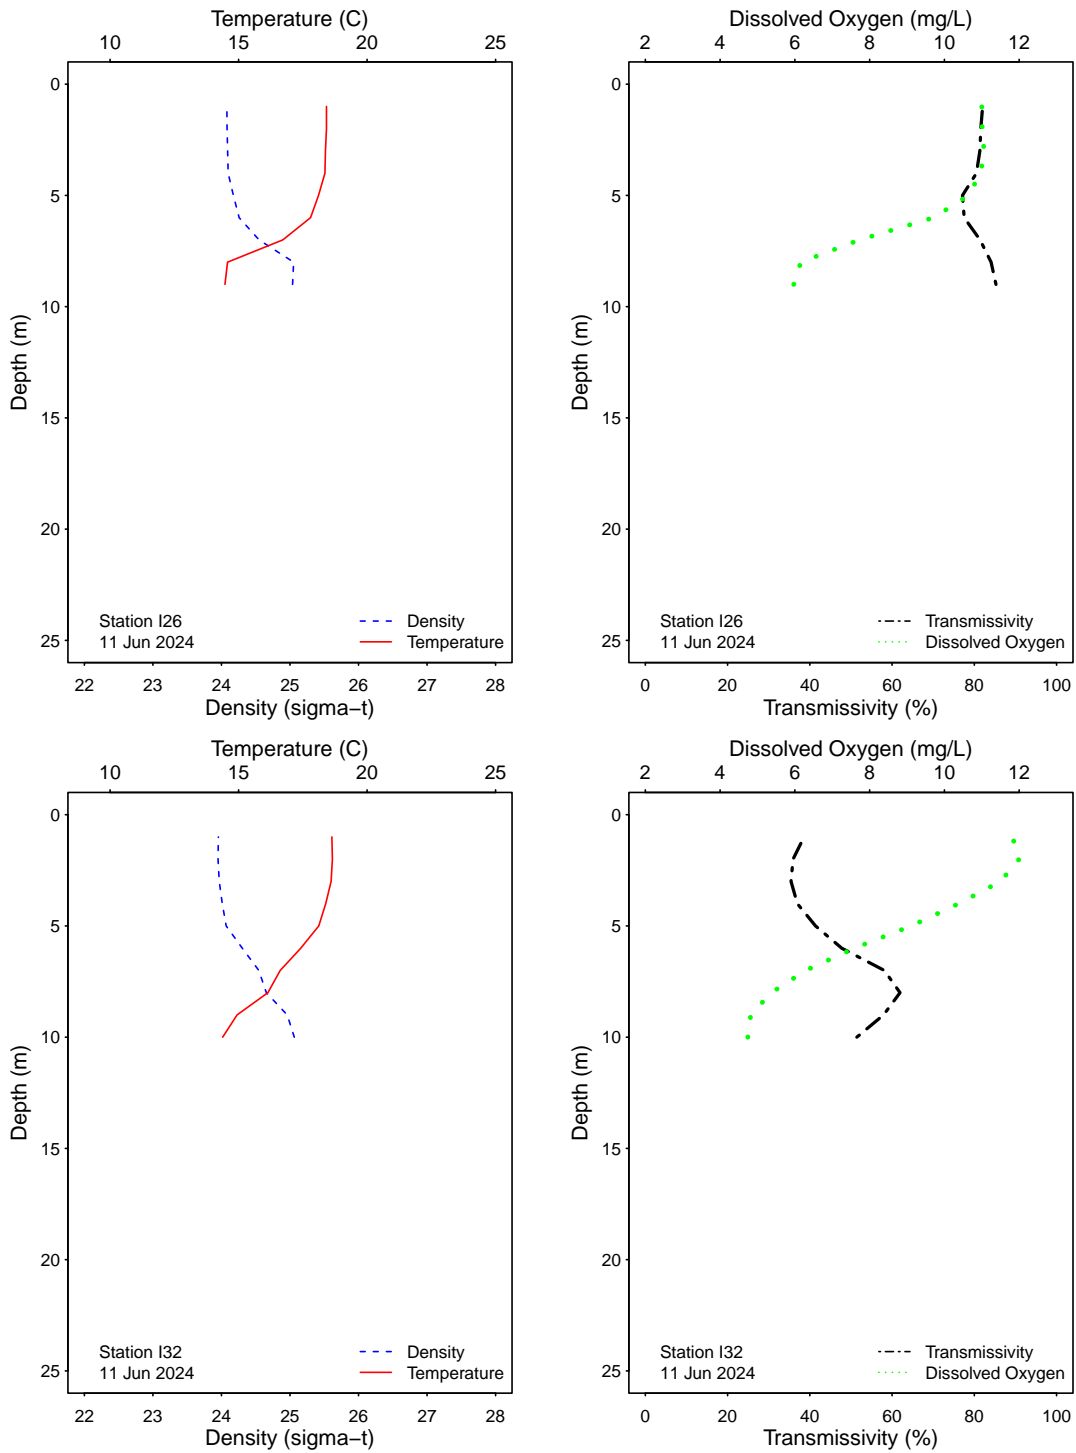 Temperature (C)
10 15 20 25
0
5
10
15
20
25
Depth (m)
Station I26
11 Jun 2024
Density
Temperature
22 23 24 25 26 27 28
Density (sigma−t)
Dissolved Oxygen (mg/L)
2 4 6 8 10 12
0
5
10
15
20
25
Depth (m)
Station I26
11 Jun 2024
Transmissivity
Dissolved Oxygen
0 20 40 60 80 100
Transmissivity (%)
Temperature (C)
10 15 20 25
0
5
10
15
20
25
Depth (m)
Station I32
11 Jun 2024
Density
Temperature
22 23 24 25 26 27 28
Density (sigma−t)
Dissolved Oxygen (mg/L)
2 4 6 8 10 12
0
5
10
15
20
25
Depth (m)
Station I32
11 Jun 2024
Transmissivity
Dissolved Oxygen
0 20 40 60 80 100
Transmissivity (%)